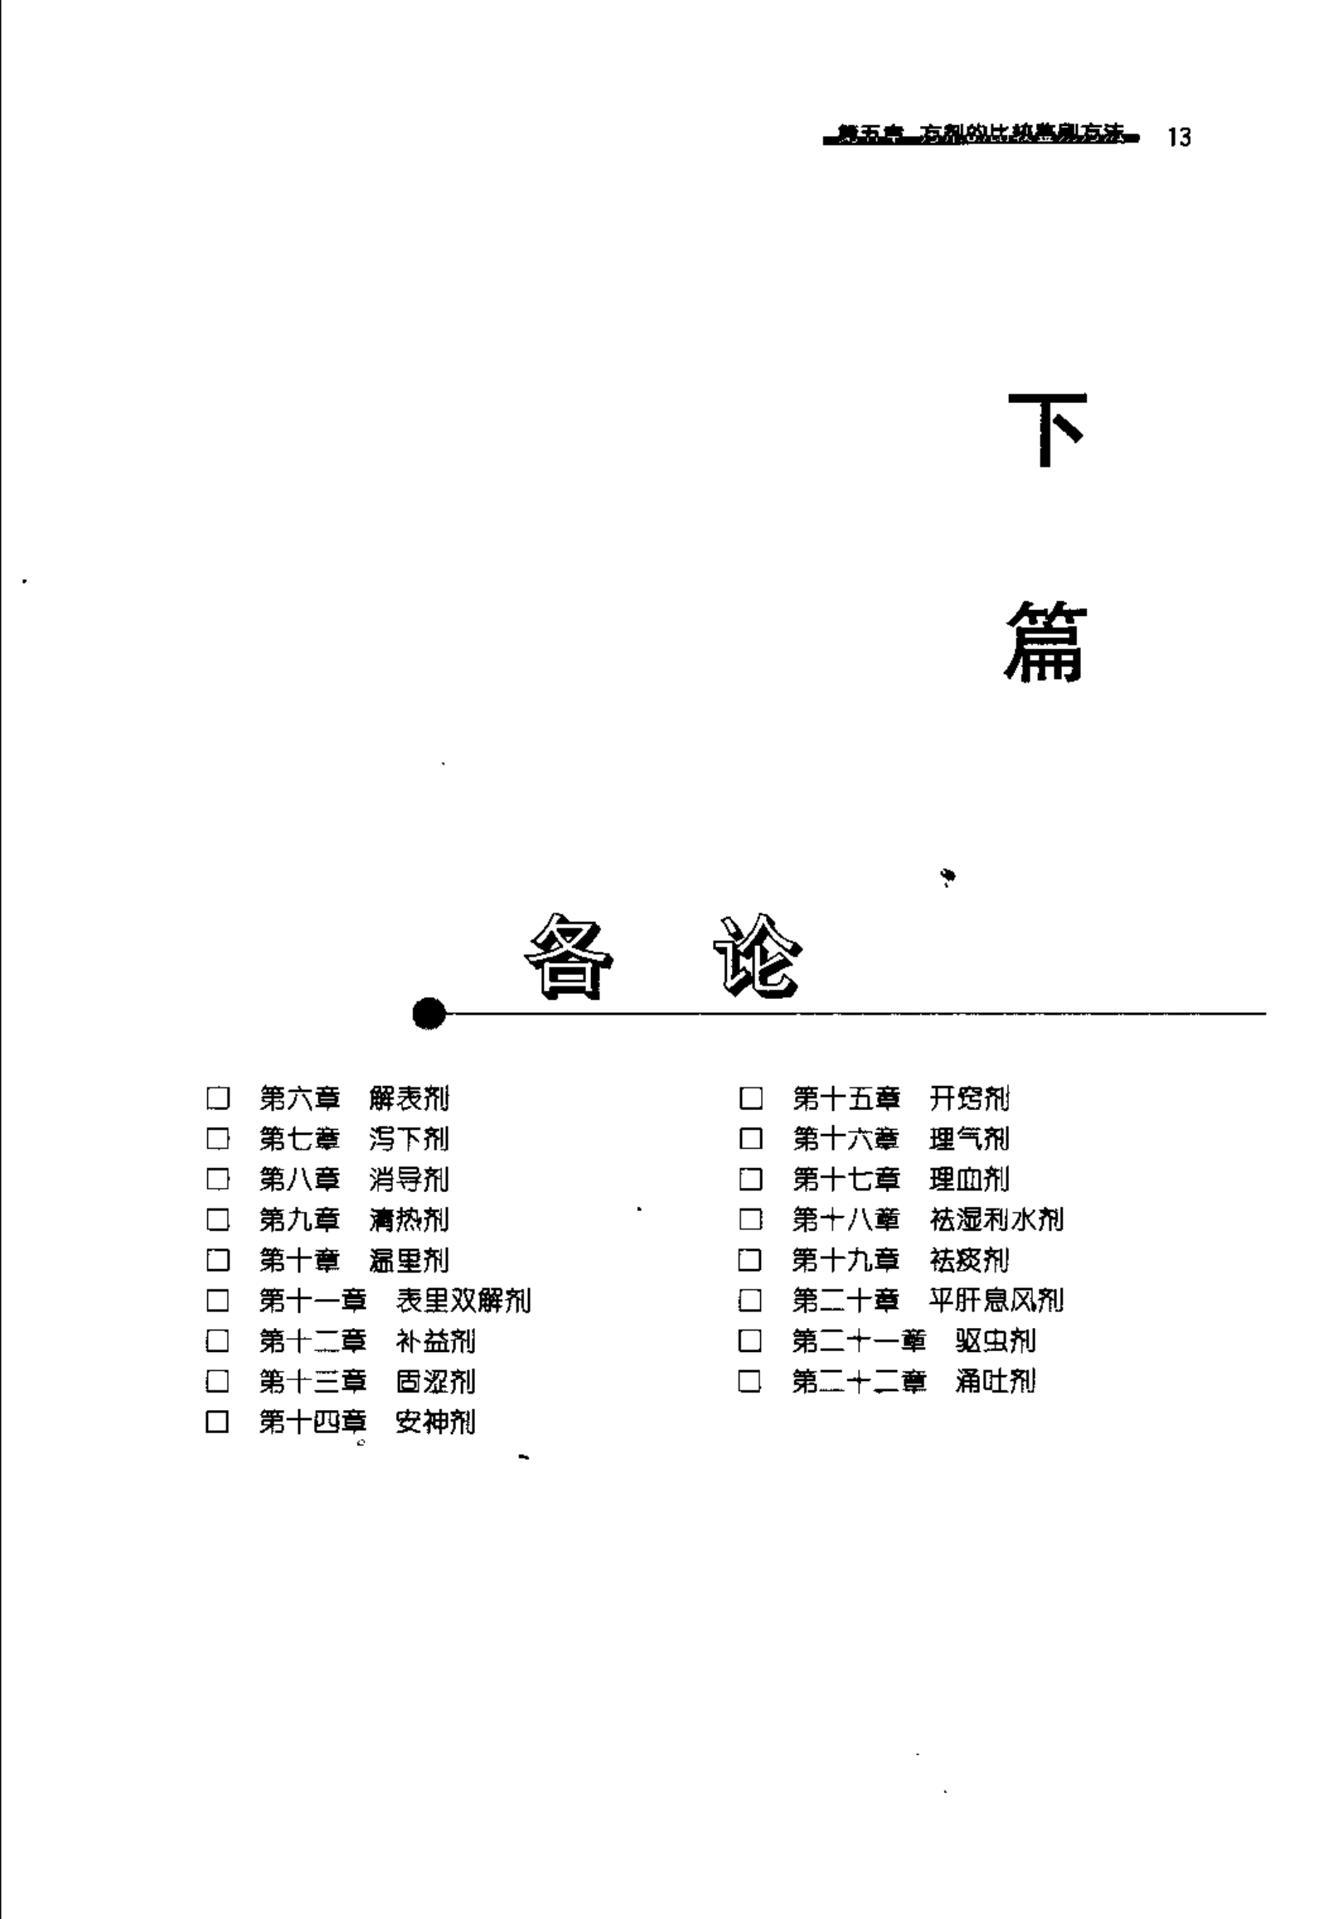 第五章 方剂的比较鉴别方法 13
下
篇
各 论
□ 第六章 解表剂
□ 第七章 泻下剂
□ 第八章 消导剂
□ 第九章 清热剂
□ 第十章 温里剂
□ 第十一章 表里双解剂
□ 第十二章 补益剂
□ 第十三章 固涩剂
□ 第十四章 安神剂
□ 第十五章 开窍剂
□ 第十六章 理气剂
□ 第十七章 理血剂
□ 第十八章 祛湿利水剂
□ 第十九章 祛痰剂
□ 第二十章 平肝息风剂
□ 第二十一章 驱虫剂
□ 第二十二章 涌吐剂